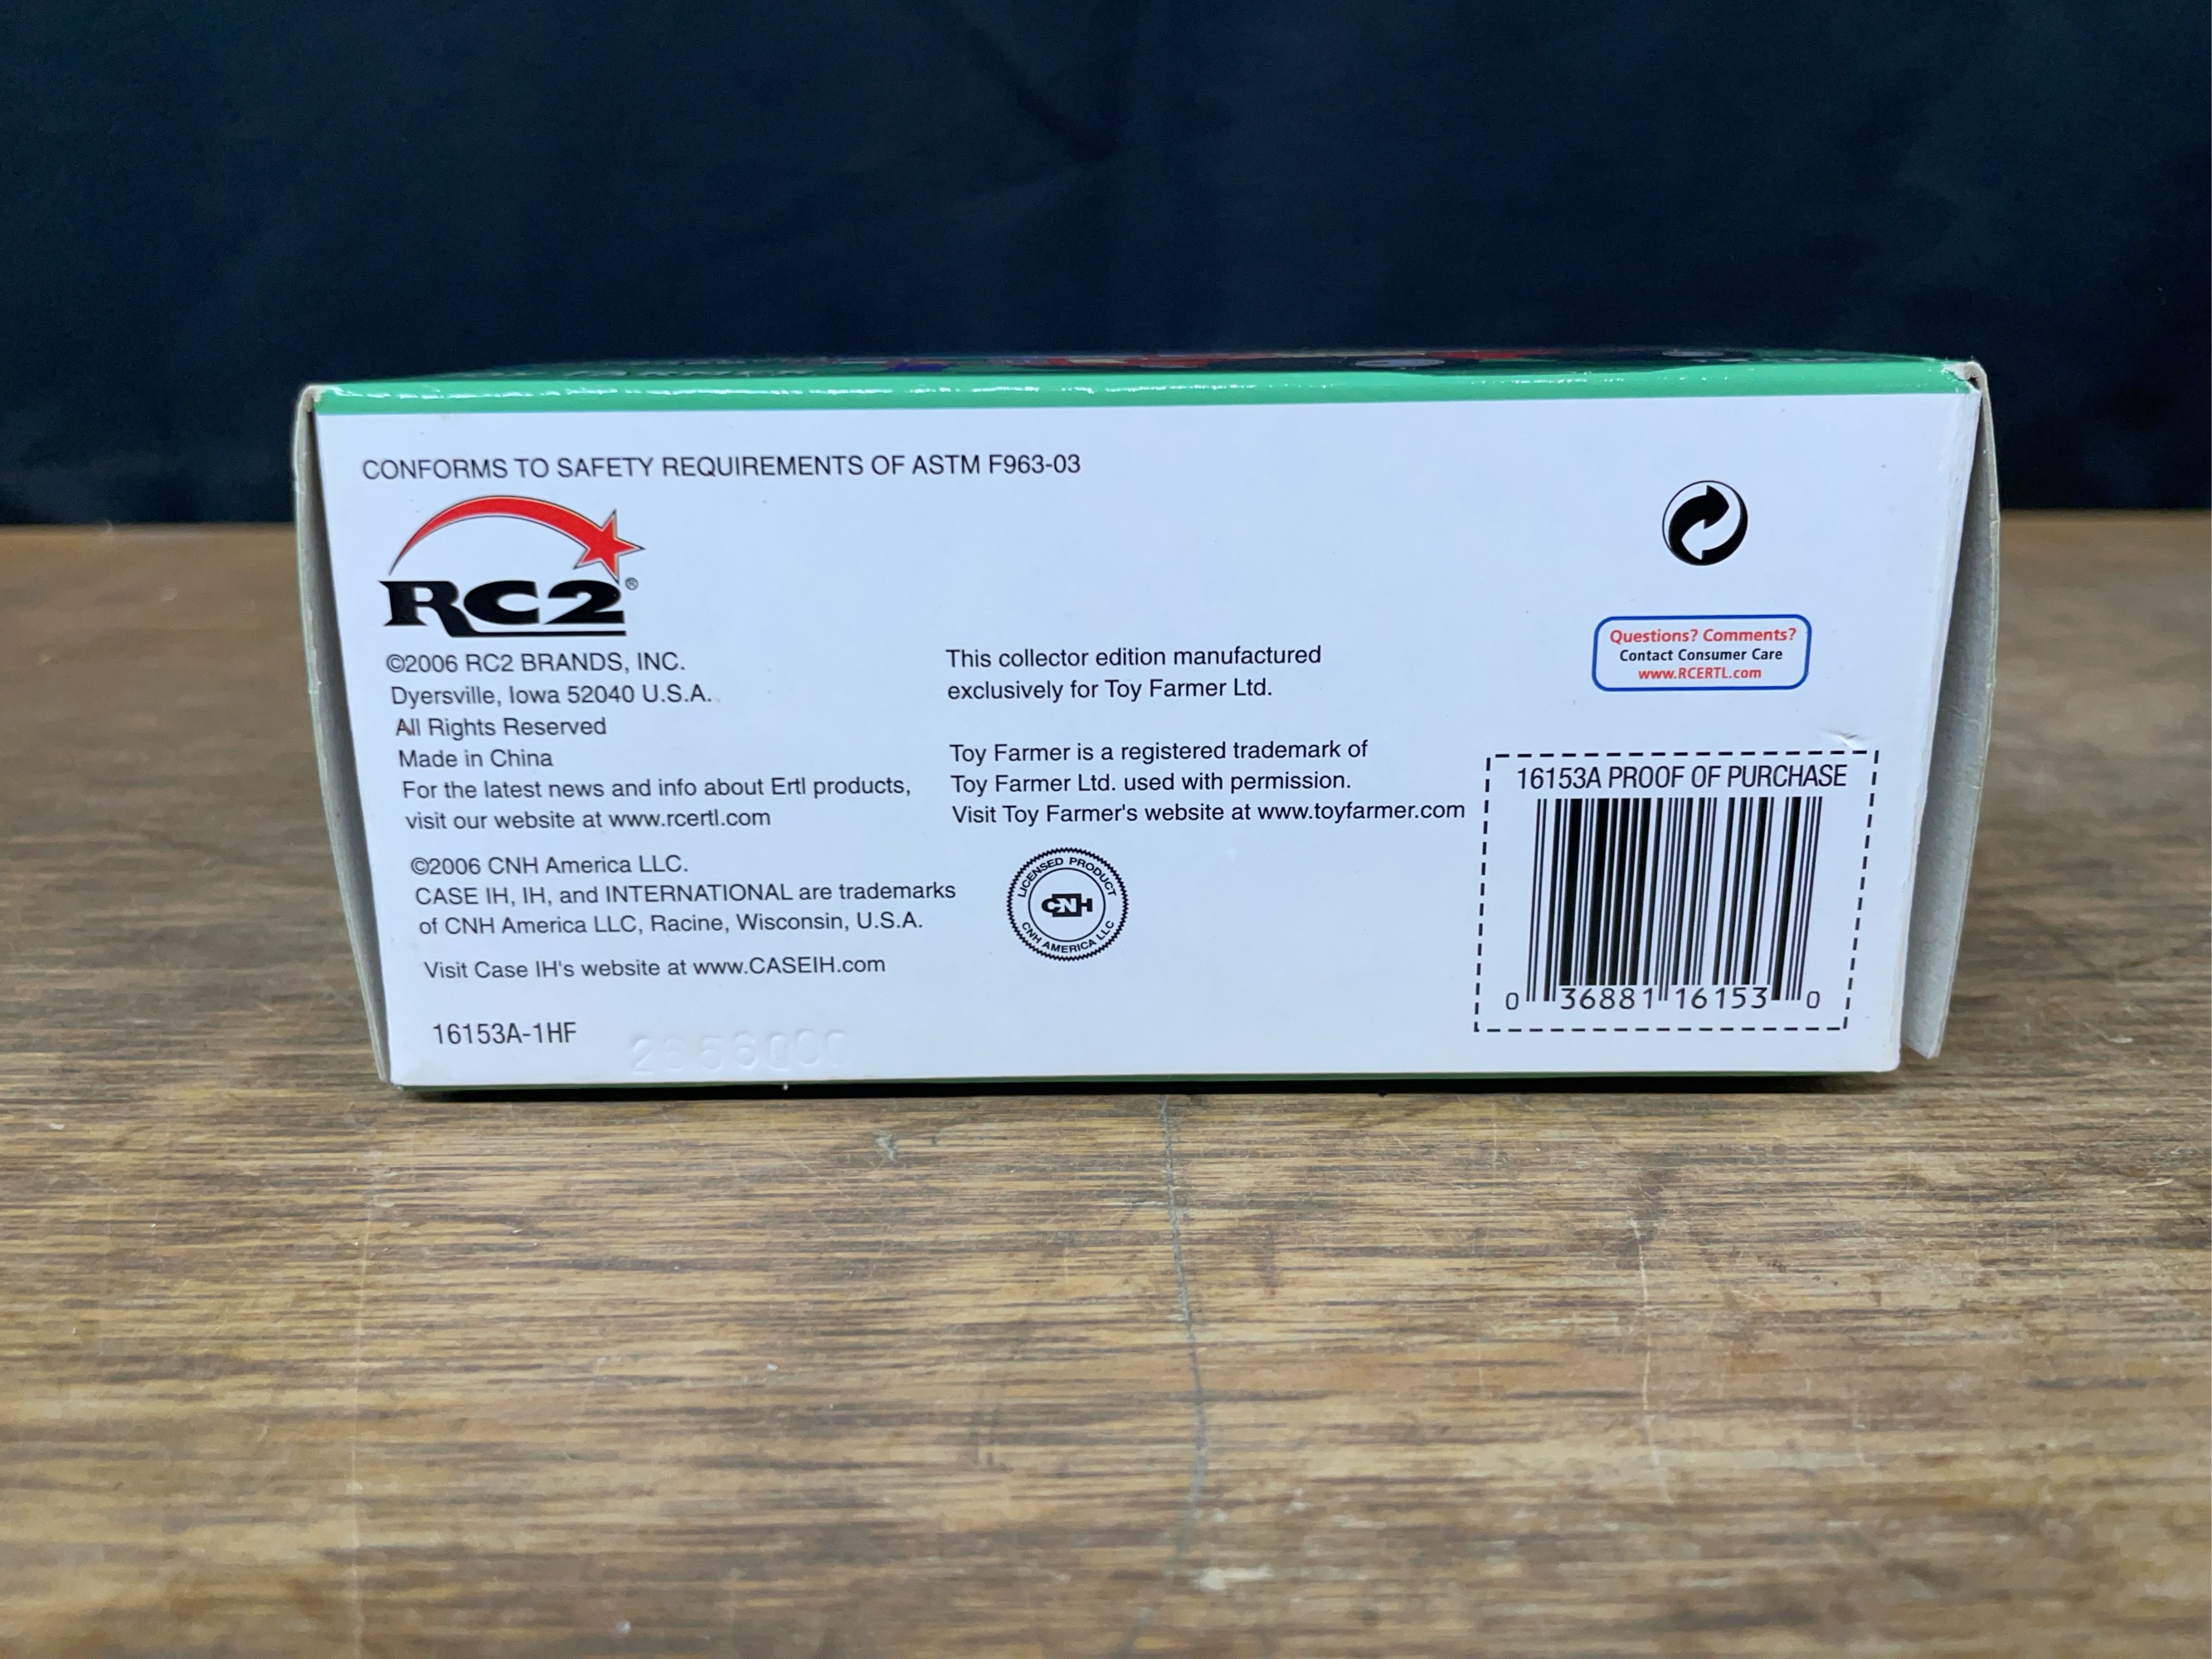 CONFORMS TO SAFETY REQUIREMENTS OF ASTM F963-03
RC2®
©2006 RC2 BRANDS, INC.
Dyersville, Iowa 52040 U.S.A.
All Rights Reserved
Made in China
For the latest news and info about Ertl products,
visit our website at www.rcertl.com
©2006 CNH America LLC.
CASE IH, IH, and INTERNATIONAL are trademarks
of CNH America LLC, Racine, Wisconsin, U.S.A.
Visit Case IH's website at www.CASEIH.com
16153A-1HF
This collector edition manufactured
exclusively for Toy Farmer Ltd.
Toy Farmer is a registered trademark of
Toy Farmer Ltd. used with permission.
Visit Toy Farmer's website at www.toyfarmer.com
LICENSED PRODUCT
CNH
CNH AMERICA LLC
Questions? Comments?
Contact Consumer Care
www.RCERTL.com
16153A PROOF OF PURCHASE
0 36881 16153 0